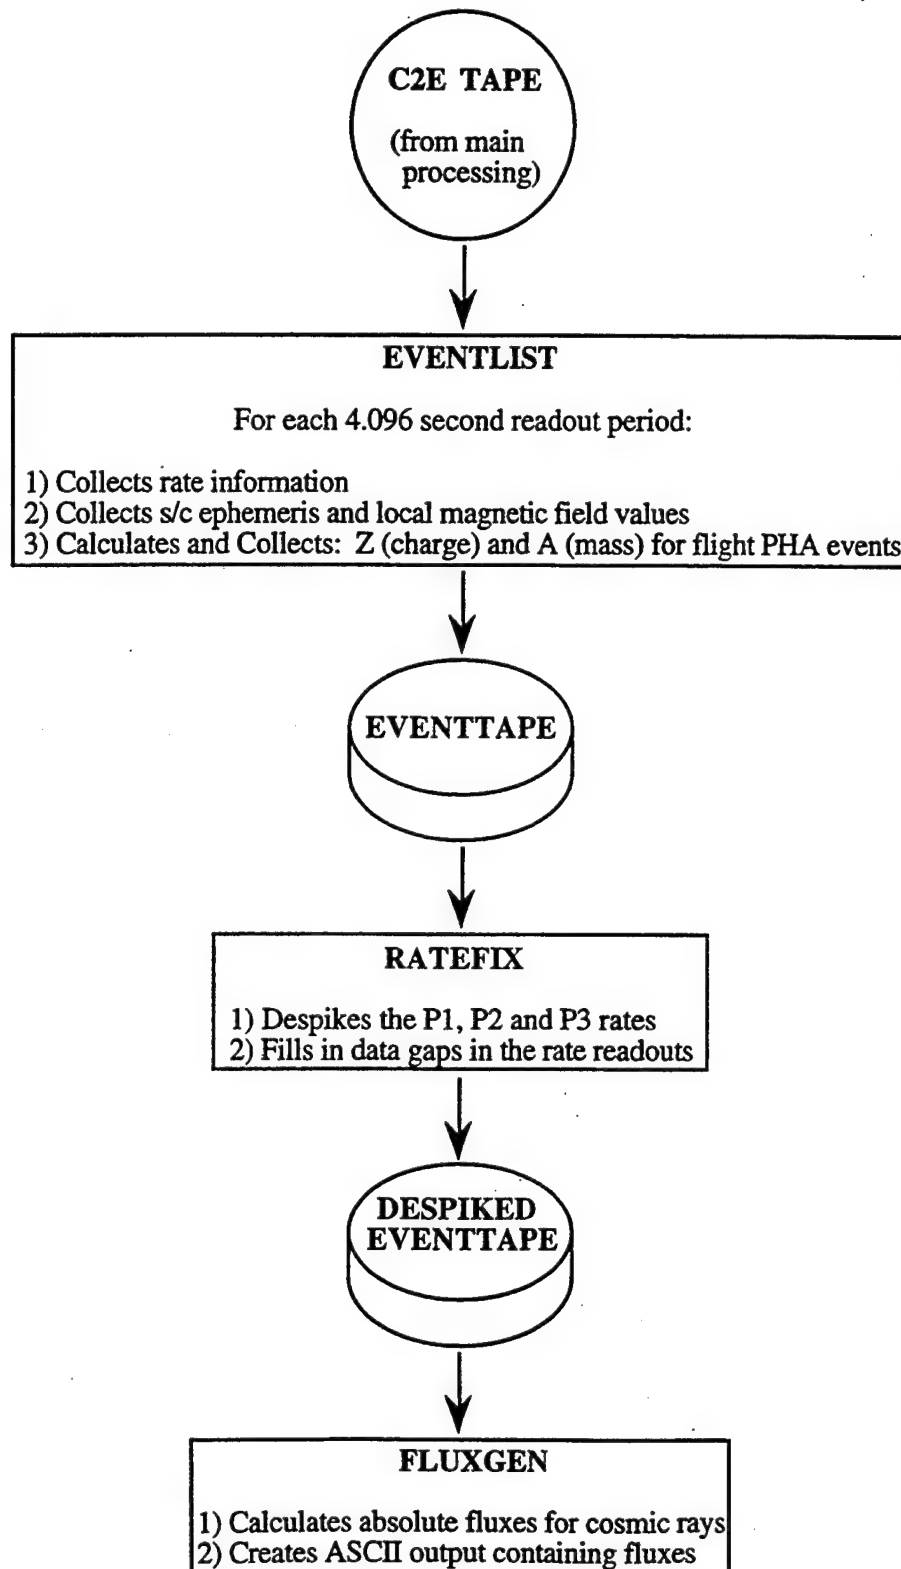 C2E TAPE
(from main
processing)
EVENTLIST
For each 4.096 second readout period:
1) Collects rate information
2) Collects s/c ephemeris and local magnetic field values
3) Calculates and Collects: Z (charge) and A (mass) for flight PHA events
EVENTTAPE
RATEFIX
1) Despikes the P1, P2 and P3 rates
2) Fills in data gaps in the rate readouts
DESPIKED
EVENTTAPE
FLUXGEN
1) Calculates absolute fluxes for cosmic rays
2) Creates ASCII output containing fluxes